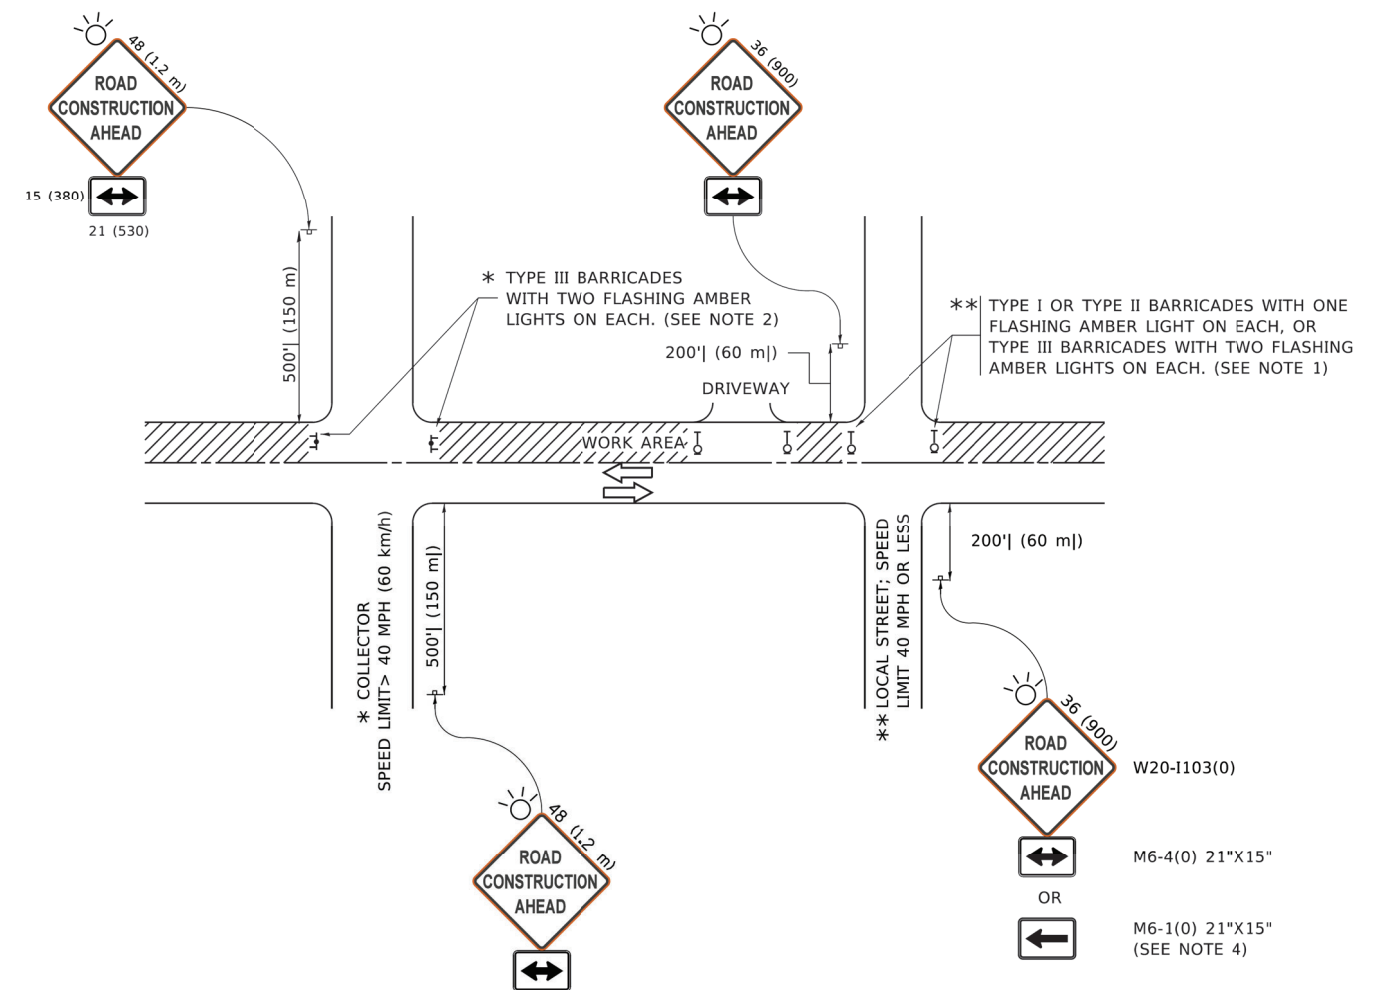 48 (1.2 m)
ROAD
CONSTRUCTION
AHEAD
15 (380)
21 (530)
36 (900)
ROAD
CONSTRUCTION
AHEAD
500'| (150 m)
* TYPE III BARRICADES
WITH TWO FLASHING AMBER
LIGHTS ON EACH. (SEE NOTE 2)
200'| (60 m|)
DRIVEWAY
** TYPE I OR TYPE II BARRICADES WITH ONE
FLASHING AMBER LIGHT ON EACH, OR
TYPE III BARRICADES WITH TWO FLASHING
AMBER LIGHTS ON EACH. (SEE NOTE 1)
WORK AREA
* COLLECTOR
SPEED LIMIT> 40 MPH (60 km/h)
500'| (150 m|)
** LOCAL STREET; SPEED
LIMIT 40 MPH OR LESS
200'| (60 m|)
48 (1.2 m)
ROAD
CONSTRUCTION
AHEAD
36 (900)
ROAD
CONSTRUCTION
AHEAD
W20-I103(0)
M6-4(0) 21"X15"
OR
M6-1(0) 21"X15"
(SEE NOTE 4)